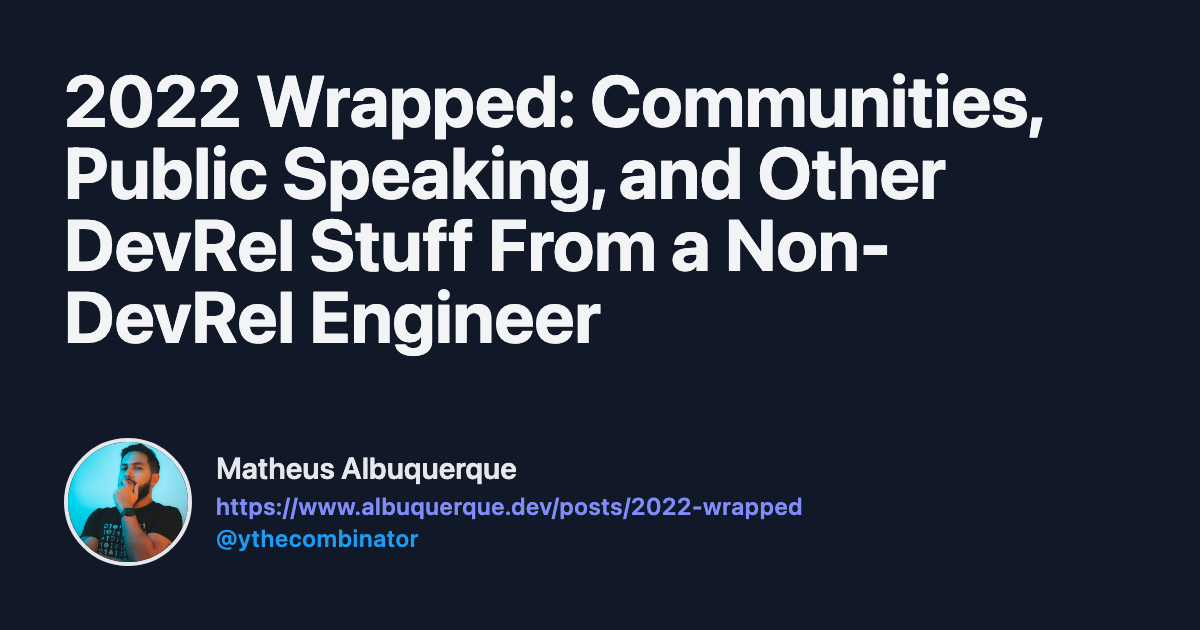 2022 Wrapped: Communities,
Public Speaking, and Other
DevRel Stuff From a Non-
DevRel Engineer
Matheus Albuquerque
https://www.albuquerque.dev/posts/2022-wrapped
@ythecombinator